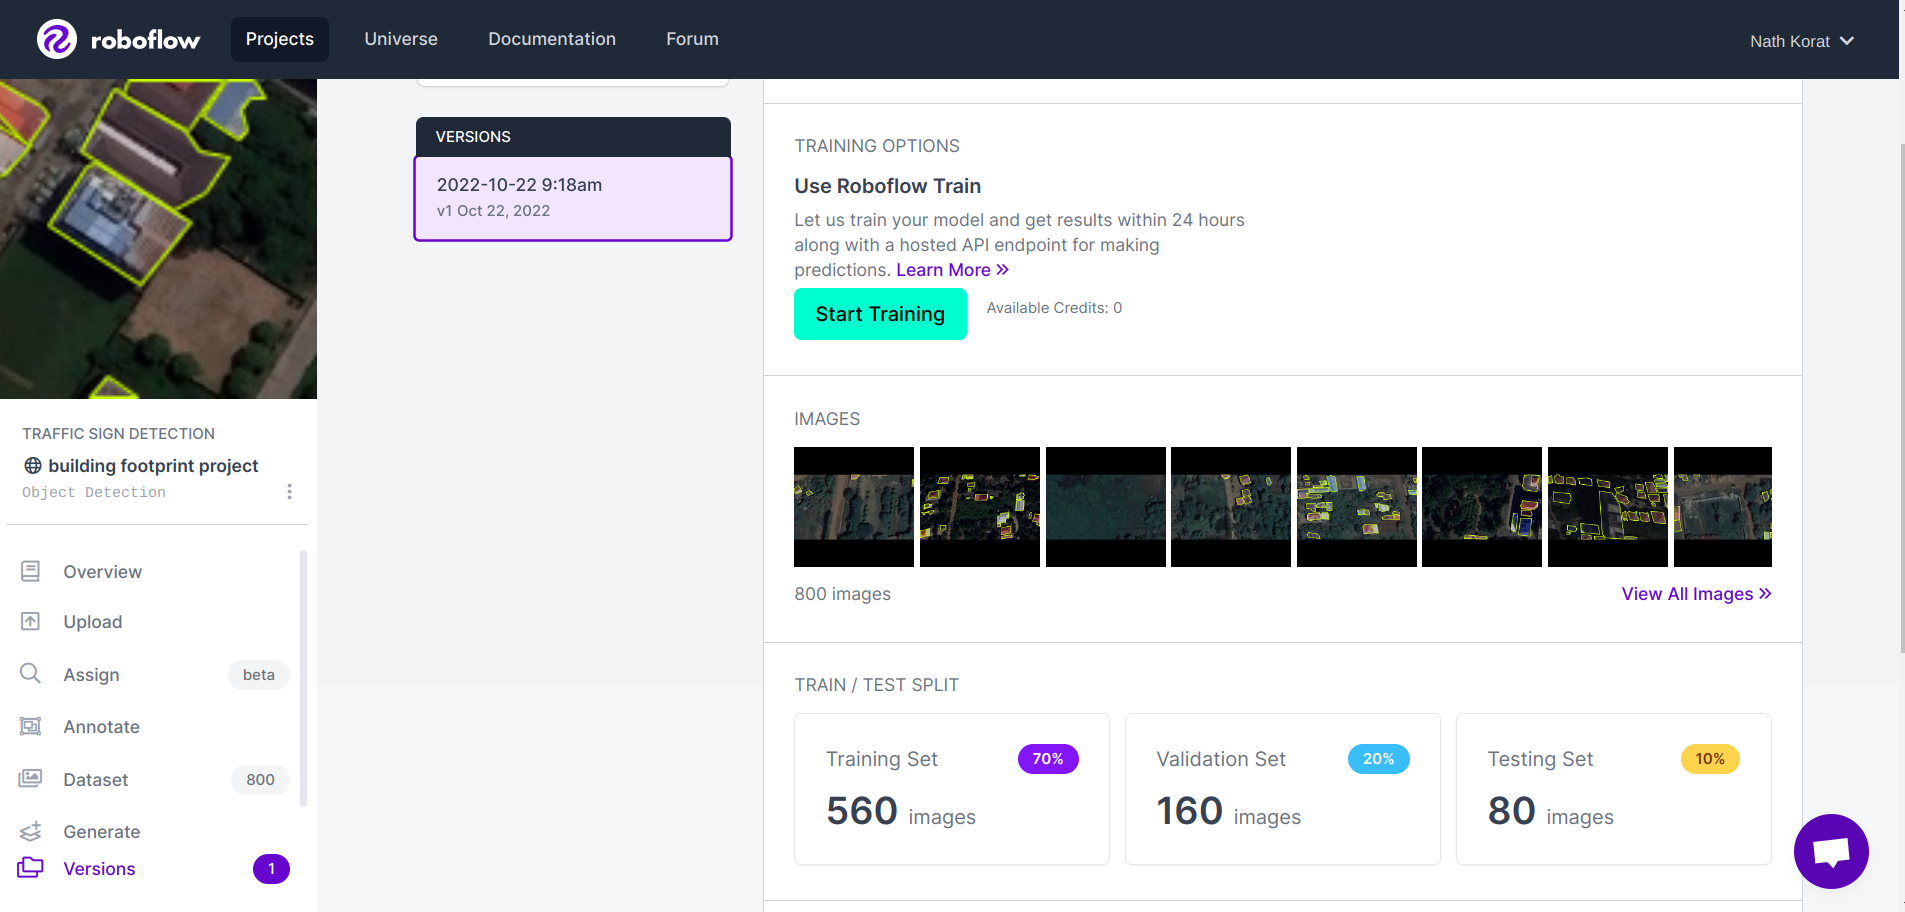 roboflow
Projects
Universe
Documentation
Forum
Nath Korat
TRAFFIC SIGN DETECTION
building footprint project
Object Detection
Overview
Upload
Assign
beta
Annotate
Dataset
800
Generate
Versions
1
VERSIONS
2022-10-22 9:18am
v1 Oct 22, 2022
TRAINING OPTIONS
Use Roboflow Train
Let us train your model and get results within 24 hours
along with a hosted API endpoint for making
predictions. Learn More »
Start Training
Available Credits: 0
IMAGES
800 images
View All Images »
TRAIN / TEST SPLIT
Training Set
70%
560 images
Validation Set
20%
160 images
Testing Set
10%
80 images